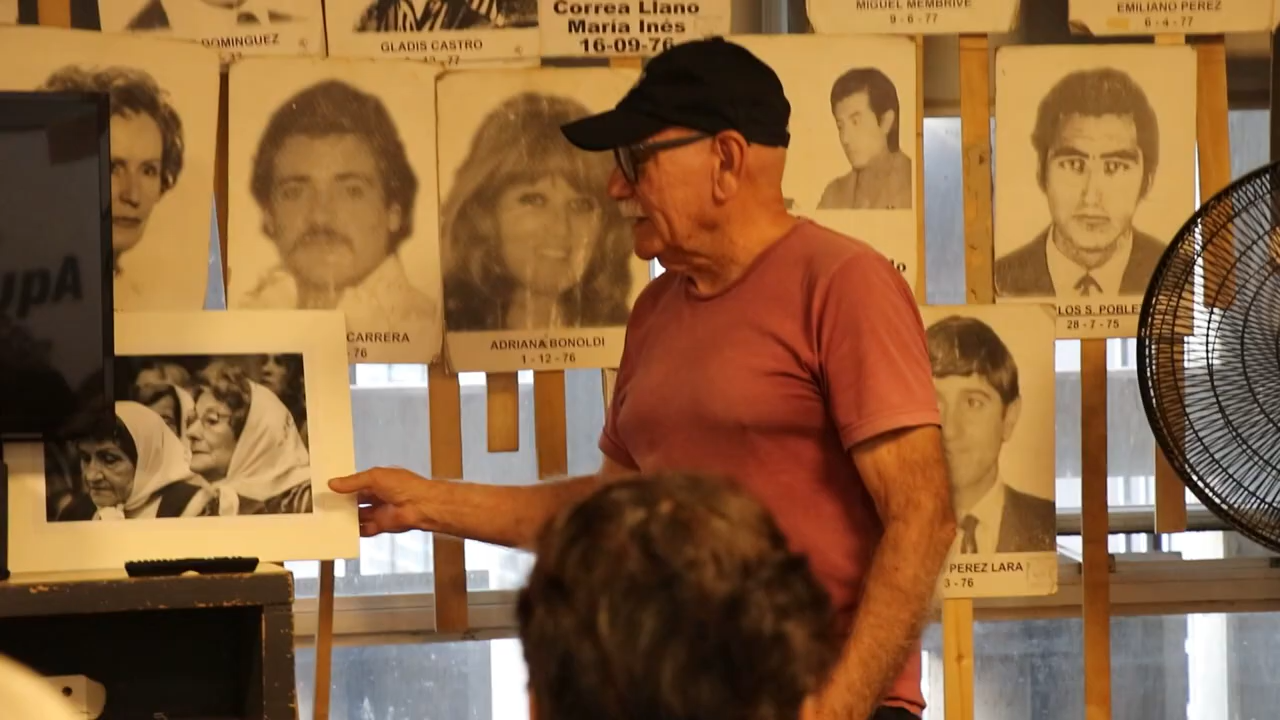 DOMINGUEZ
GLADIS CASTRO
Correa Llano
María Inés
16-09-76
MIGUEL MEMBRIVE
9-6-77
EMILIANO PEREZ
6-4-77
CARRERA
76
ADRIANA BONOLDI
1-12-76
LOS S. POBLE
28-7-75
PEREZ LARA
3-76
upA